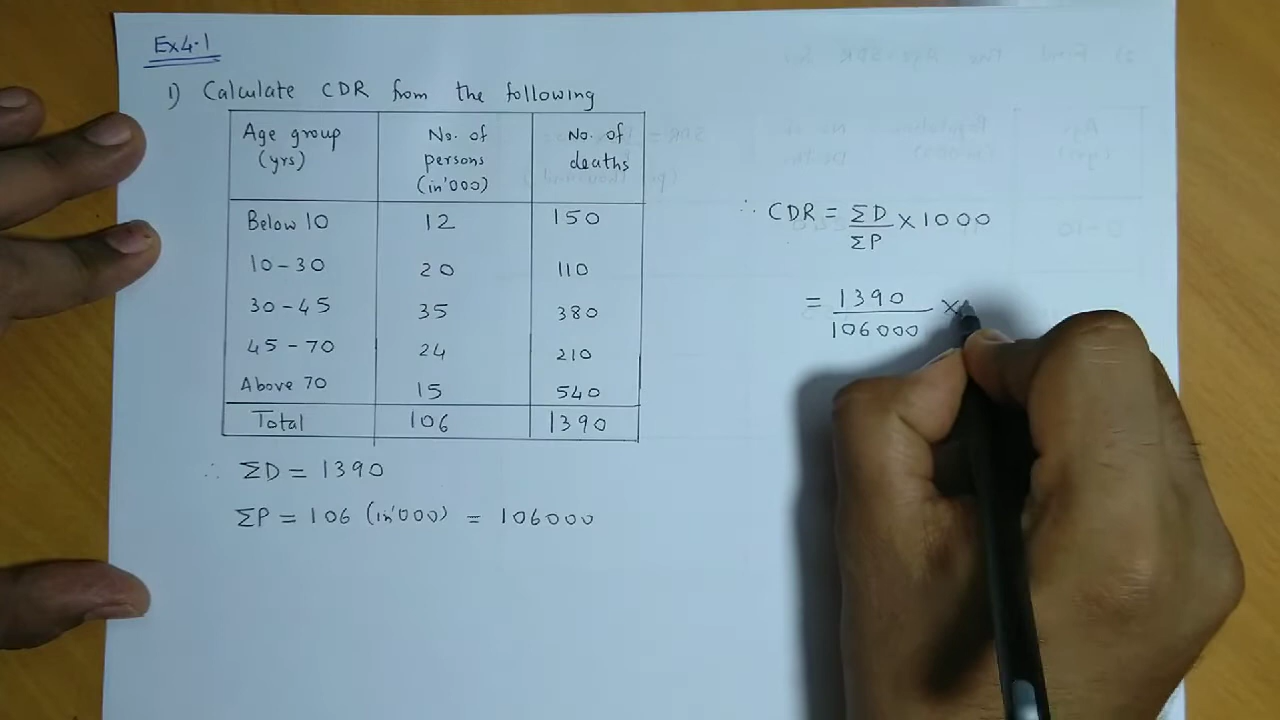 Ex 4.1
1) Calculate CDR from the following
Age group (yrs) No. of persons (in'000) No. of deaths
Below 10 12 150
10-30 20 110
30-45 35 380
45-70 24 210
Above 70 15 540
Total 106 1390
∴ ΣD = 1390
ΣP = 106 (in'000) = 106000
∴ CDR = ΣD/ΣP × 1000
= 1390/106000 ×